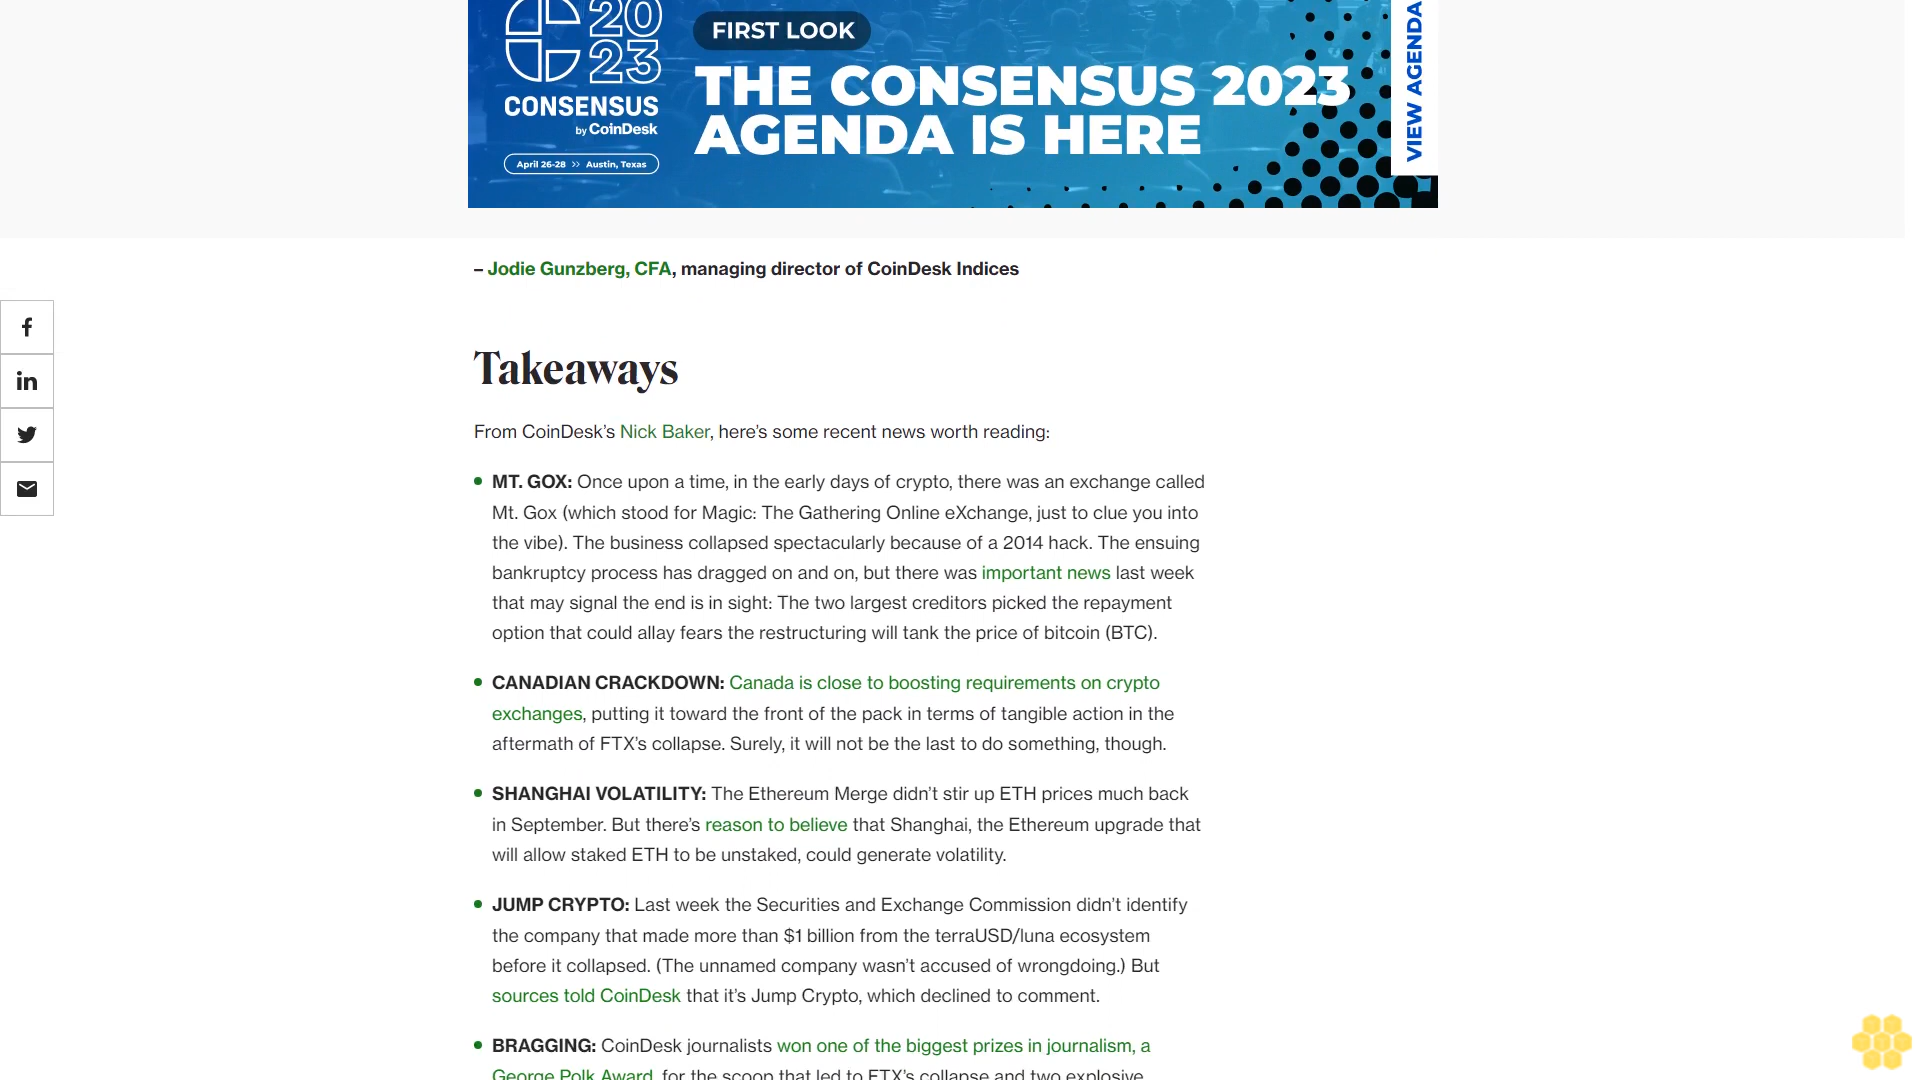 2023
CONSENSUS
by CoinDesk
April 26-28 >> Austin, Texas
FIRST LOOK
THE CONSENSUS 2023
AGENDA IS HERE
VIEW AGENDA
– Jodie Gunzberg, CFA, managing director of CoinDesk Indices
Takeaways
From CoinDesk’s Nick Baker, here’s some recent news worth reading:
MT. GOX: Once upon a time, in the early days of crypto, there was an exchange called
Mt. Gox (which stood for Magic: The Gathering Online eXchange, just to clue you into
the vibe). The business collapsed spectacularly because of a 2014 hack. The ensuing
bankruptcy process has dragged on and on, but there was important news last week
that may signal the end is in sight: The two largest creditors picked the repayment
option that could allay fears the restructuring will tank the price of bitcoin (BTC).
CANADIAN CRACKDOWN: Canada is close to boosting requirements on crypto
exchanges, putting it toward the front of the pack in terms of tangible action in the
aftermath of FTX’s collapse. Surely, it will not be the last to do something, though.
SHANGHAI VOLATILITY: The Ethereum Merge didn’t stir up ETH prices much back
in September. But there’s reason to believe that Shanghai, the Ethereum upgrade that
will allow staked ETH to be unstaked, could generate volatility.
JUMP CRYPTO: Last week the Securities and Exchange Commission didn’t identify
the company that made more than $1 billion from the terraUSD/luna ecosystem
before it collapsed. (The unnamed company wasn’t accused of wrongdoing.) But
sources told CoinDesk that it’s Jump Crypto, which declined to comment.
BRAGGING: CoinDesk journalists won one of the biggest prizes in journalism, a
George Polk Award, for the scoop that led to FTX’s collapse and two explosive